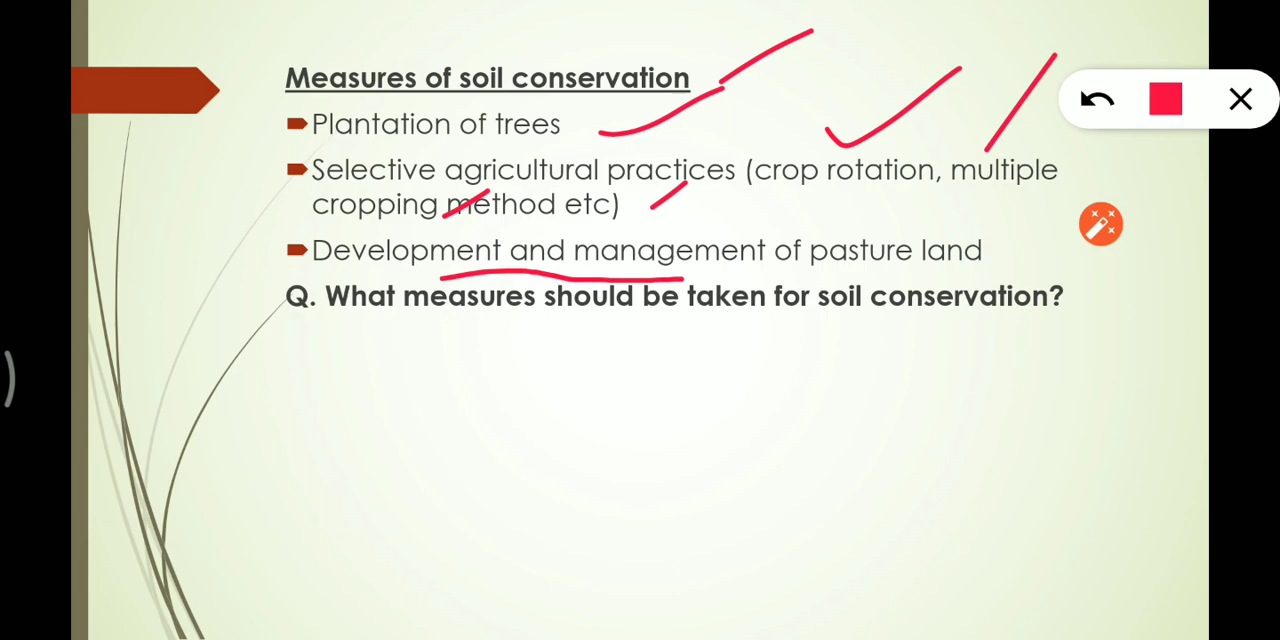 Measures of soil conservation
Plantation of trees
Selective agricultural practices (crop rotation, multiple
cropping method etc)
Development and management of pasture land
Q. What measures should be taken for soil conservation?